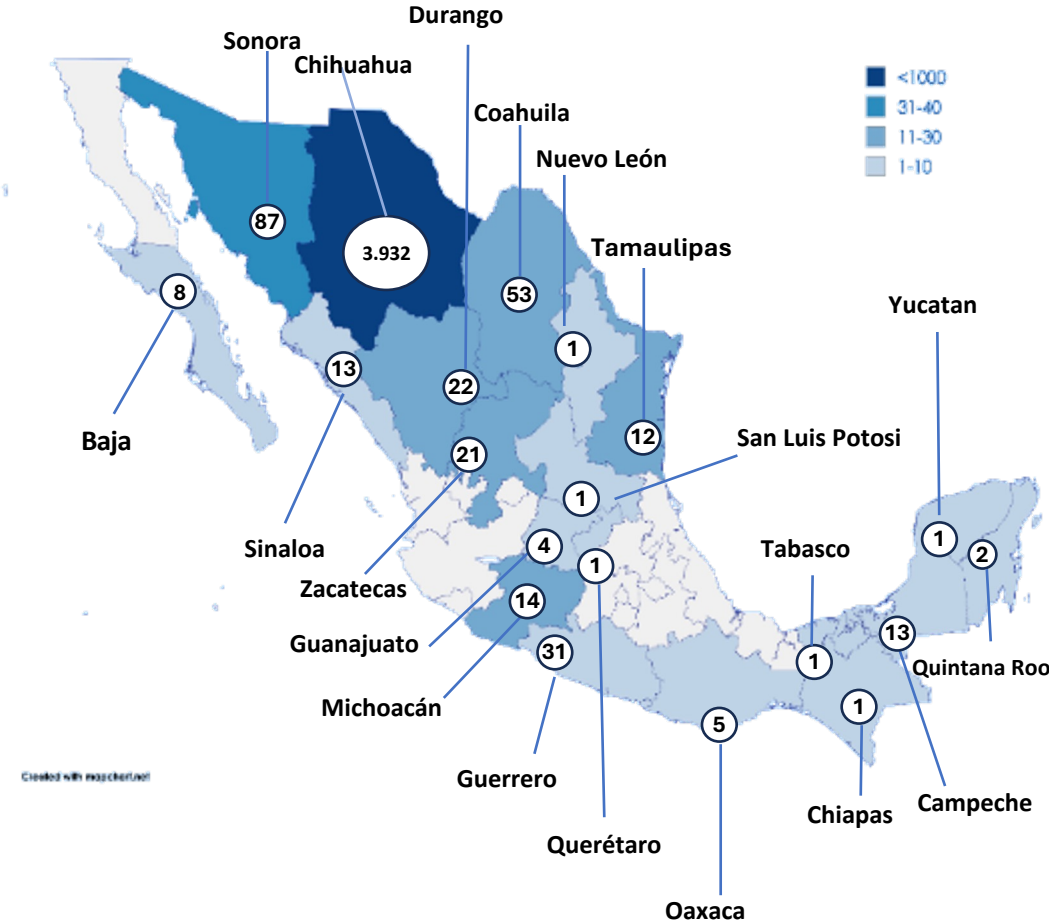 Durango
Sonora
Chihuahua
<1000
31-40
11-30
1-10
Coahuila
Nuevo León
87
Tamaulipas
3.932
8
53
Yucatan
1
13
22
Baja
12
San Luis Potosi
21
1
Sinaloa
4
1
Tabasco
1
2
Zacatecas
14
Guanajuato
31
1
13
Quintana Roo
Michoacán
5
1
Guerrero
Created with mapchart.net
Chiapas
Campeche
Querétaro
Oaxaca